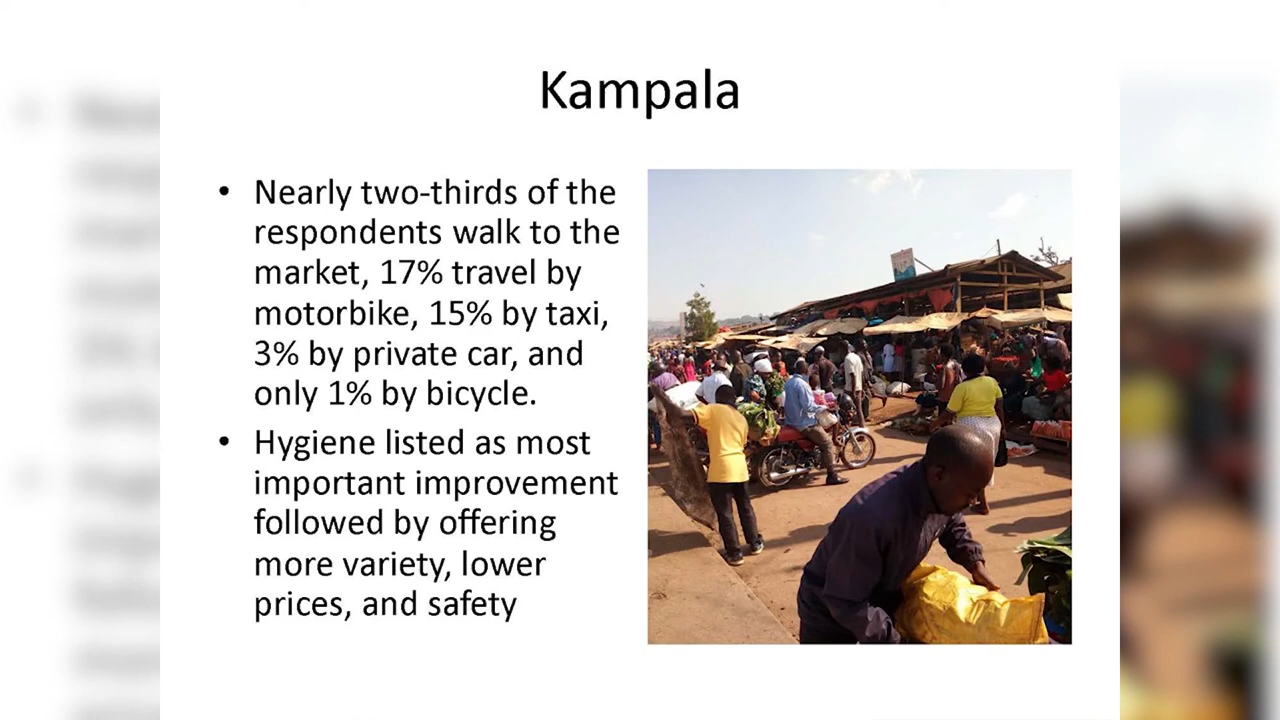 Kampala
• Nearly two-thirds of the
respondents walk to the
market, 17% travel by
motorbike, 15% by taxi,
3% by private car, and
only 1% by bicycle.
• Hygiene listed as most
important improvement
followed by offering
more variety, lower
prices, and safety